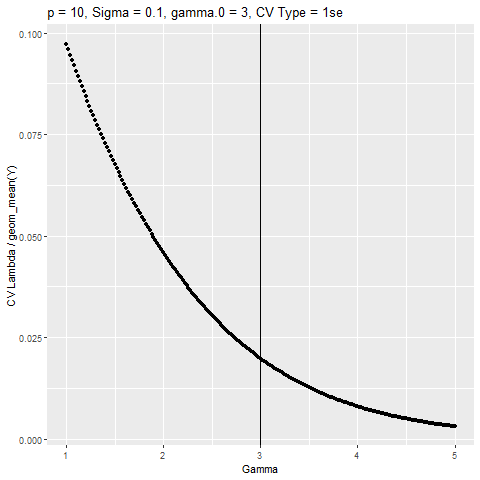 p = 10, Sigma = 0.1, gamma.0 = 3, CV Type = 1se
CV Lambda / geom_mean(Y)
0.100
0.075
0.050
0.025
0.000
1 2 3 4 5
Gamma